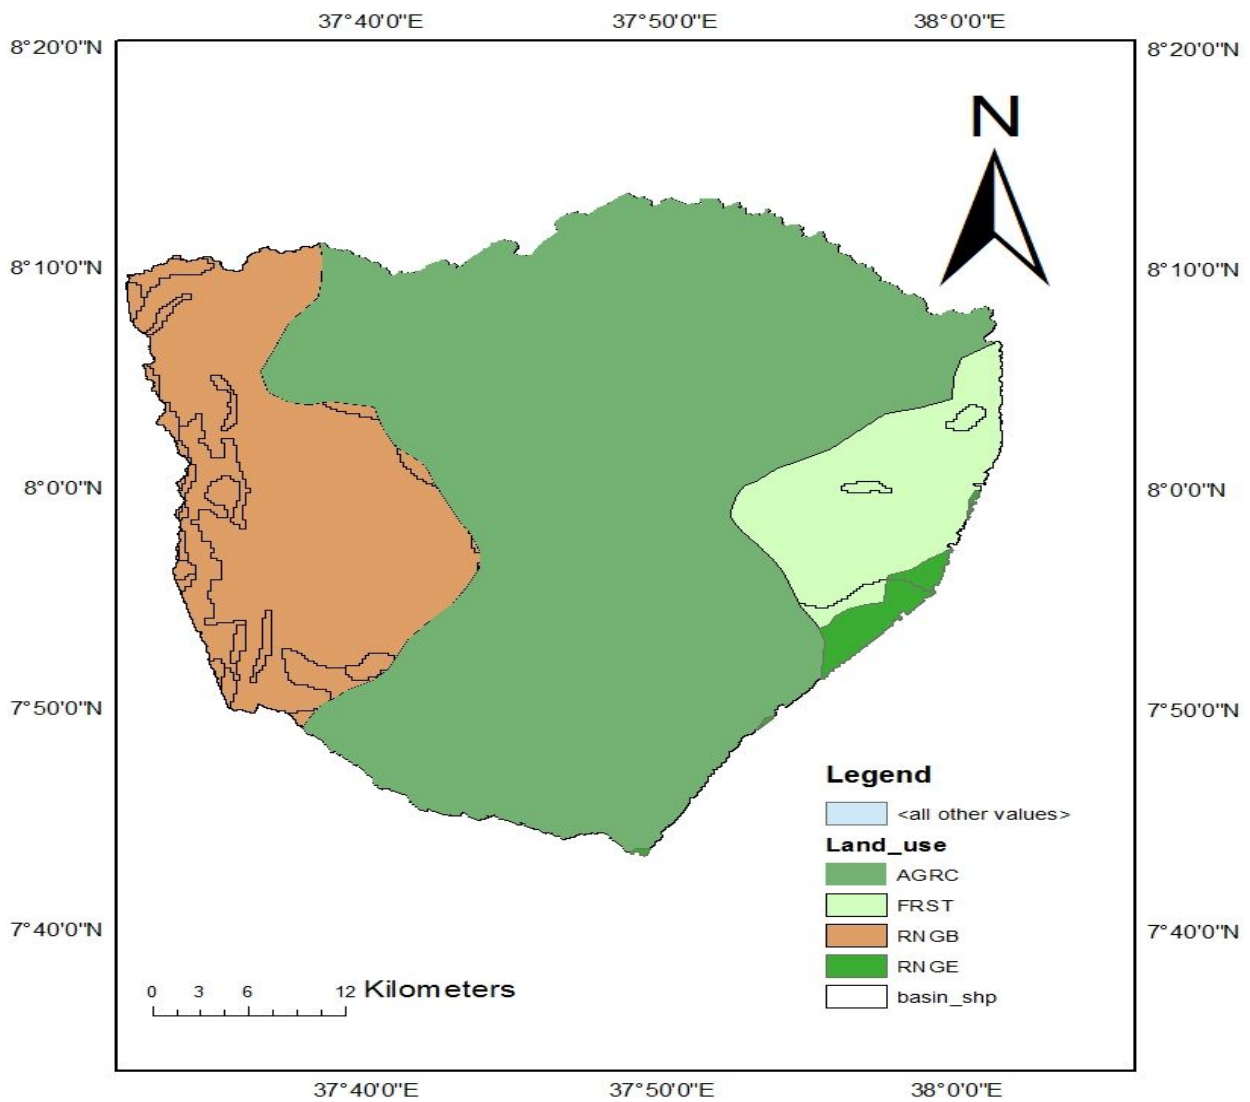 37°40'0"E 37°50'0"E 38°0'0"E
8°20'0"N 8°20'0"N
N
8°10'0"N 8°10'0"N
8°0'0"N 8°0'0"N
7°50'0"N 7°50'0"N
Legend
<all other values>
Land_use
AGRC
FRST
7°40'0"N 7°40'0"N
RNGB
RNGE
0 3 6 12 Kilometers
basin_shp
37°40'0"E 37°50'0"E 38°0'0"E